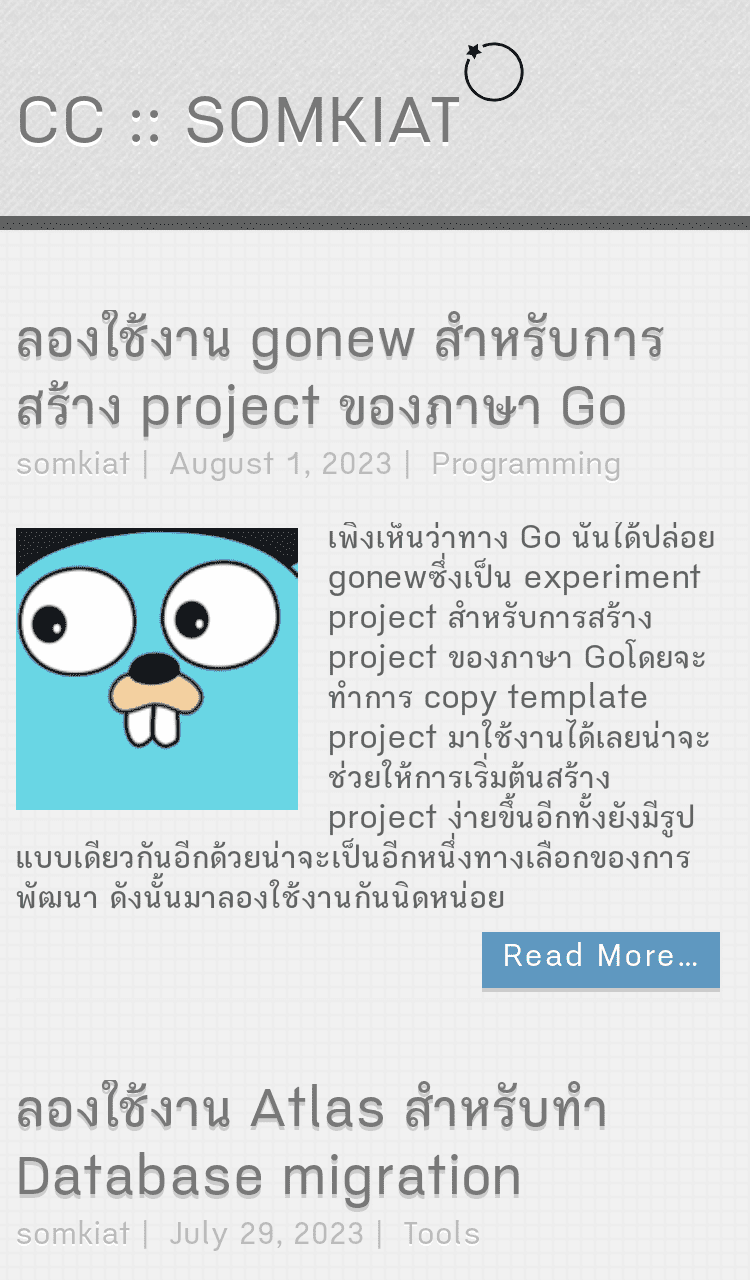 CC :: SOMKIAT
ลองใช้งาน gonew สำหรับการ
สร้าง project ของภาษา Go
somkiat | August 1, 2023 | Programming
เพิ่งเห็นว่าทาง Go นั้นได้ปล่อย
gonewซึ่งเป็น experiment
project สำหรับการสร้าง
project ของภาษา Goโดยจะ
ทำการ copy template
project มาใช้งานได้เลยน่าจะ
ช่วยให้การเริ่มต้นสร้าง
project ง่ายขึ้นอีกทั้งยังมีรูป
แบบเดียวกันอีกด้วยน่าจะเป็นอีกหนึ่งทางเลือกของการ
พัฒนา ดังนั้นมาลองใช้งานกันนิดหน่อย
Read More...
ลองใช้งาน Atlas สำหรับทำ
Database migration
somkiat | July 29, 2023 | Tools